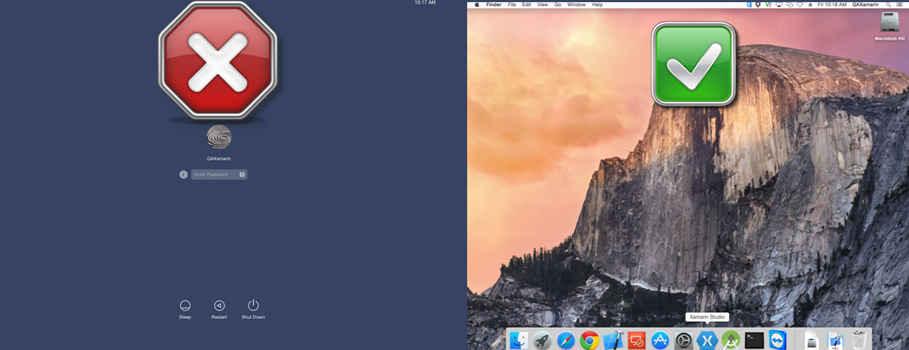 10:17 AM
QAXamarin
Enter Password
?
Sleep
Restart
Shut Down
Finder File Edit View Go Window Help
Fri 10:18 AM QAXamarin
Macintosh HD
Xamarin Studio